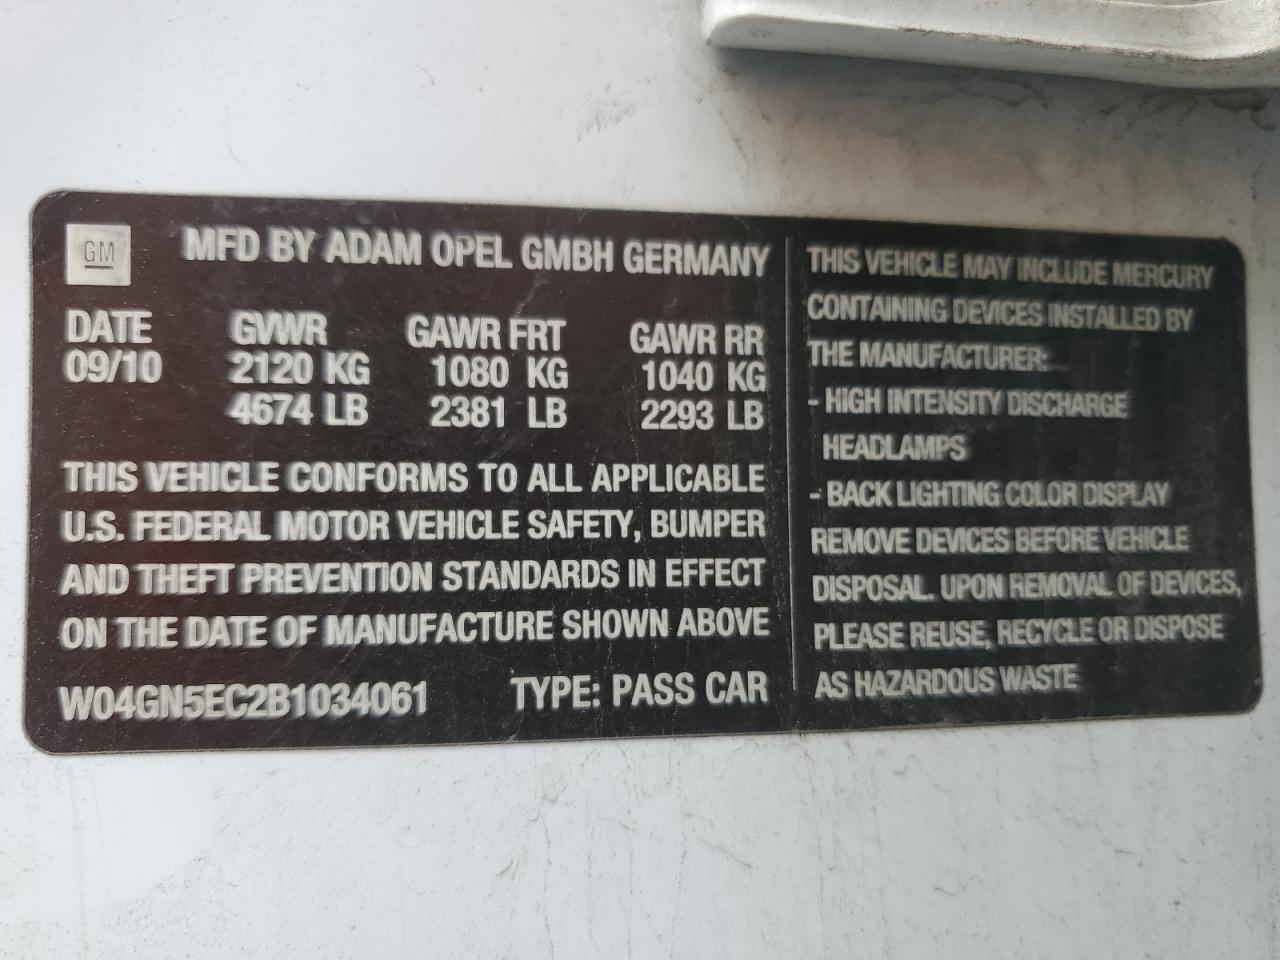 GM
MFD BY ADAM OPEL GMBH GERMANY
DATE GVWR GAWR FRT GAWR RR
09/10 2120 KG 1080 KG 1040 KG
4674 LB 2381 LB 2293 LB
THIS VEHICLE CONFORMS TO ALL APPLICABLE
U.S. FEDERAL MOTOR VEHICLE SAFETY, BUMPER
AND THEFT PREVENTION STANDARDS IN EFFECT
ON THE DATE OF MANUFACTURE SHOWN ABOVE
W04GN5EC2B1034061 TYPE: PASS CAR
THIS VEHICLE MAY INCLUDE MERCURY
CONTAINING DEVICES INSTALLED BY
THE MANUFACTURER:
- HIGH INTENSITY DISCHARGE
HEADLAMPS
- BACK LIGHTING COLOR DISPLAY
REMOVE DEVICES BEFORE VEHICLE
DISPOSAL. UPON REMOVAL OF DEVICES,
PLEASE REUSE, RECYCLE OR DISPOSE
AS HAZARDOUS WASTE